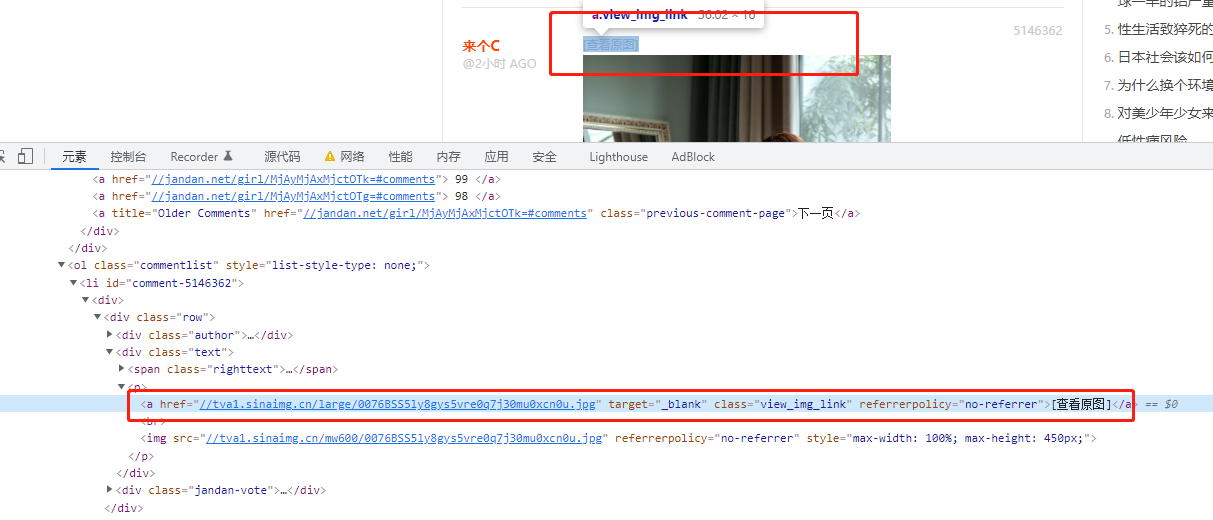 a.view_img_link 56.02 × 16
来个C
[查看原图]
5146362
@2小时 AGO
5. 性生活致猝死的
6. 日本社会该如何
7. 为什么换个环境
8. 对美少年少女来
低性病风险
元素 控制台 Recorder 源代码 网络 性能 内存 应用 安全 Lighthouse AdBlock
<a href="//jandan.net/girl/MjAyMjAxMjctOTk=#comments"> 99 </a>
<a href="//jandan.net/girl/MjAyMjAxMjctOTg=#comments"> 98 </a>
<a title="Older Comments" href="//jandan.net/girl/MjAyMjAxMjctOTk=#comments" class="previous-comment-page">下一页</a>
</div>
</div>
<ol class="commentlist" style="list-style-type: none;">
<li id="comment-5146362">
<div>
<div class="row">
<div class="author">…</div>
<div class="text">
<span class="righttext">…</span>
<p>
<a href="//tva1.sinaimg.cn/large/0076BSS5ly8gys5vre0q7j30mu0xcn0u.jpg" target="_blank" class="view_img_link" referrerpolicy="no-referrer">[查看原图]</a> == $0
<br>
<img src="//tva1.sinaimg.cn/mw600/0076BSS5ly8gys5vre0q7j30mu0xcn0u.jpg" referrerpolicy="no-referrer" style="max-width: 100%; max-height: 450px;">
</p>
</div>
<div class="jandan-vote">…</div>
</div>